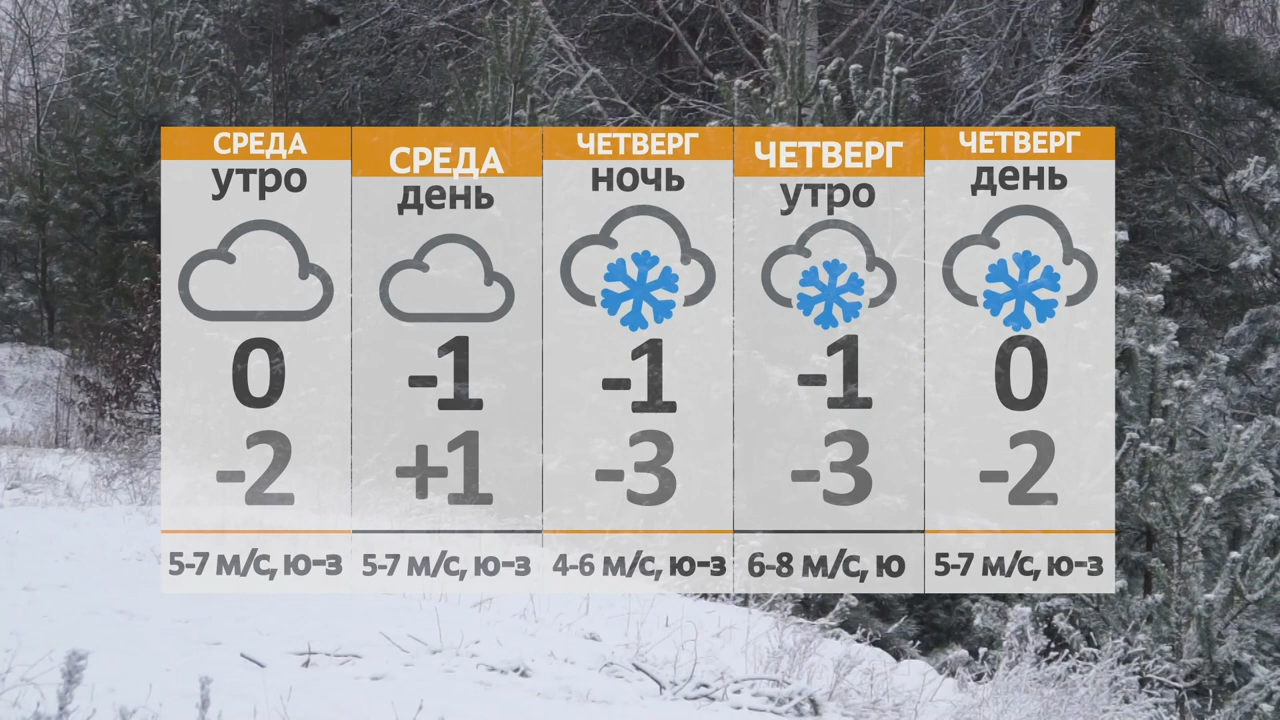 СРЕДА
утро
0
-2
5-7 м/с, ю-з
СРЕДА
день
-1
+1
5-7 м/с, ю-з
ЧЕТВЕРГ
ночь
-1
-3
4-6 м/с, ю-з
ЧЕТВЕРГ
утро
-1
-3
6-8 м/с, ю
ЧЕТВЕРГ
день
0
-2
5-7 м/с, ю-з